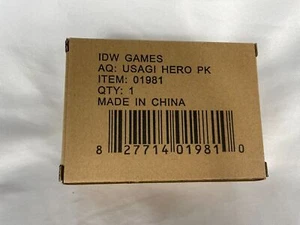 IDW GAMES
AQ: USAGI HERO PK
ITEM: 01981
QTY: 1
MADE IN CHINA
8 27714 01981 0